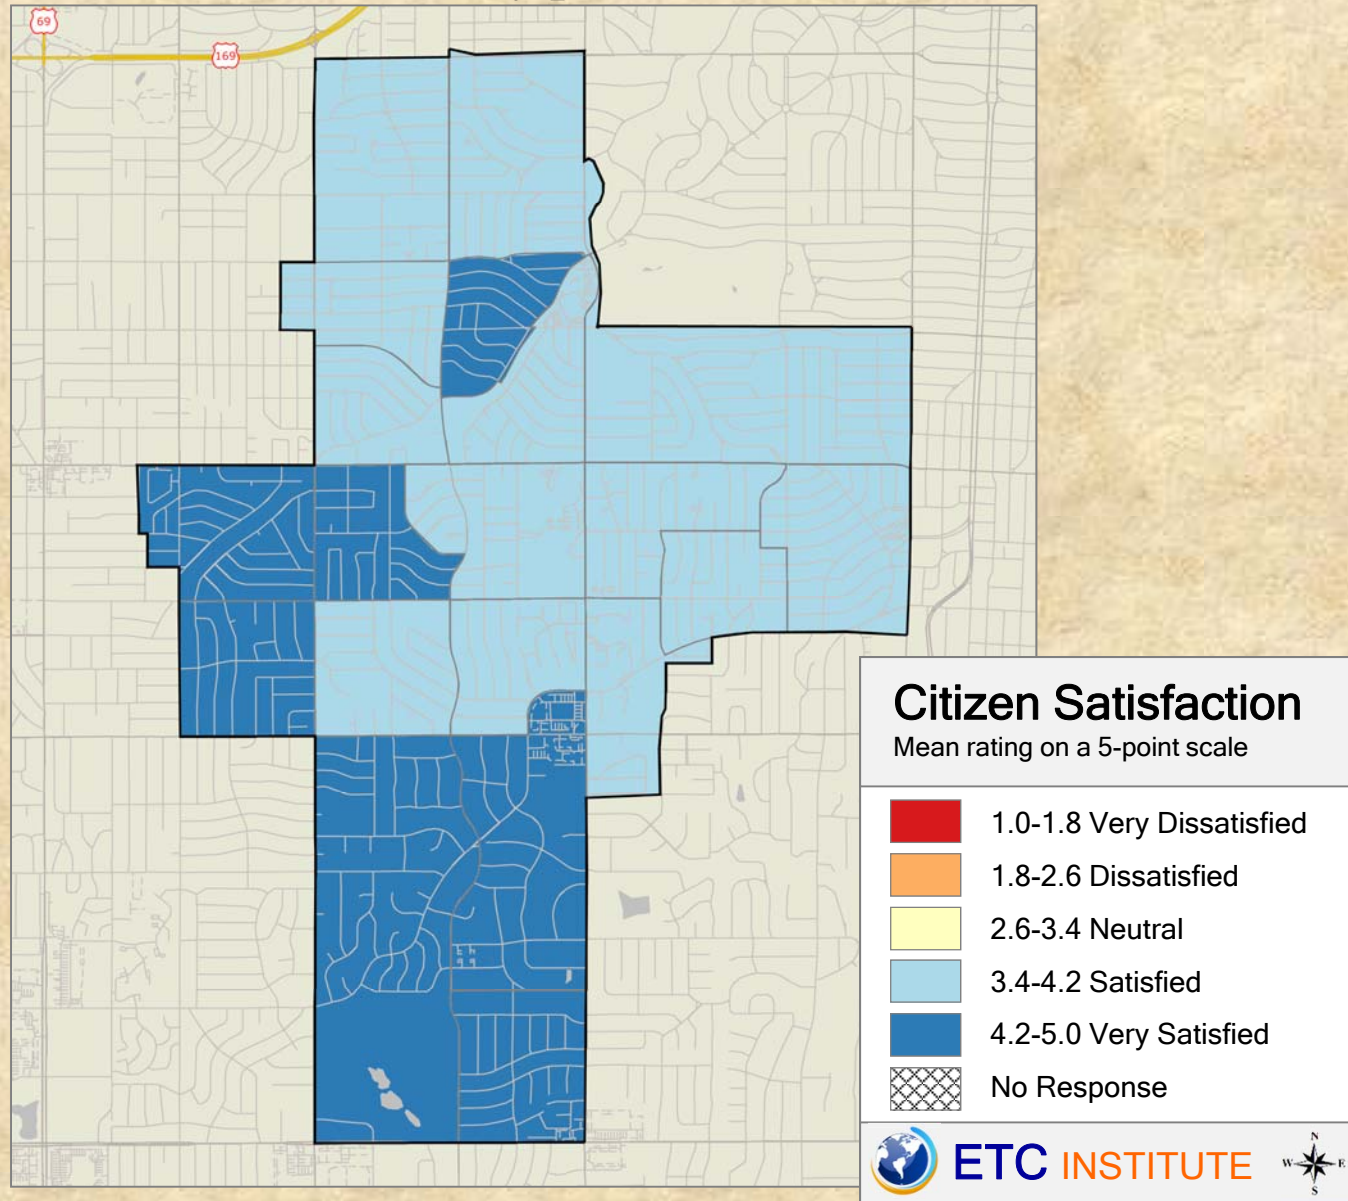 69
169
Citizen Satisfaction
Mean rating on a 5-point scale
1.0-1.8 Very Dissatisfied
1.8-2.6 Dissatisfied
2.6-3.4 Neutral
3.4-4.2 Satisfied
4.2-5.0 Very Satisfied
No Response
ETC INSTITUTE
N
W E
S